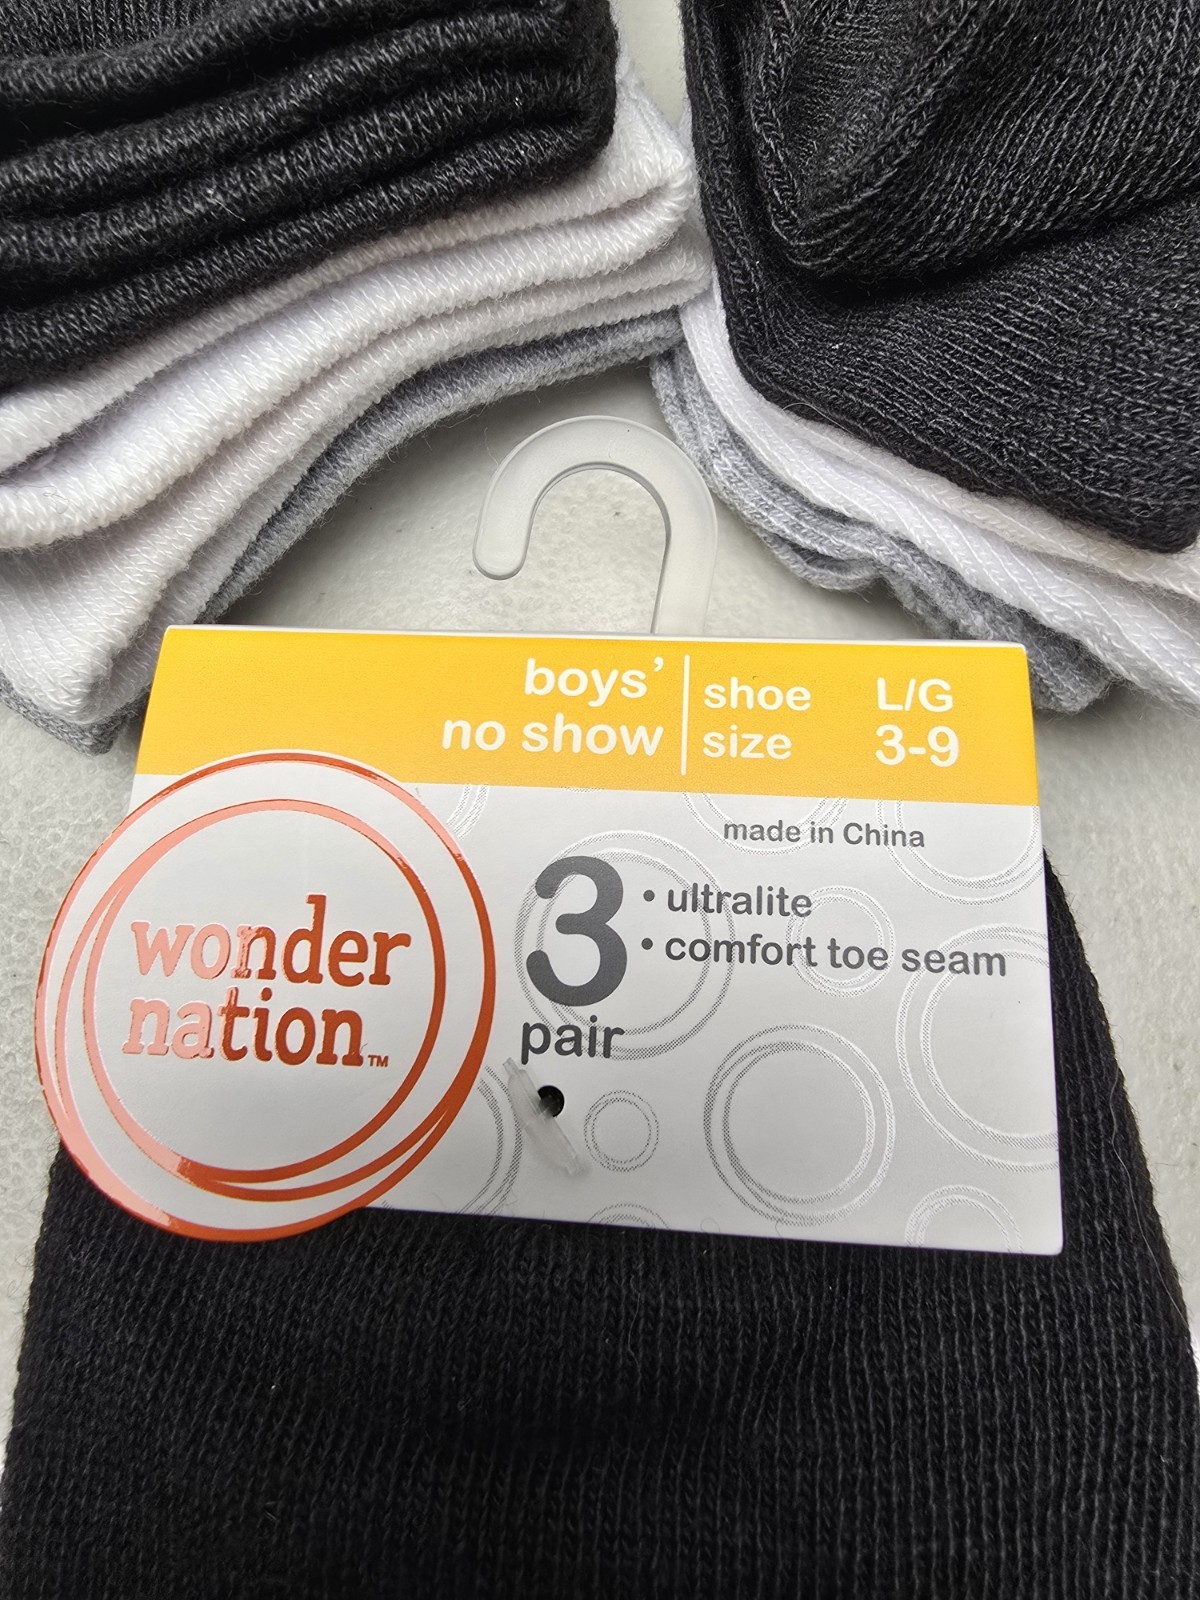 boys'
no show
shoe
size
L/G
3-9
made in China
3
pair
• ultralite
• comfort toe seam
wonder
nation™